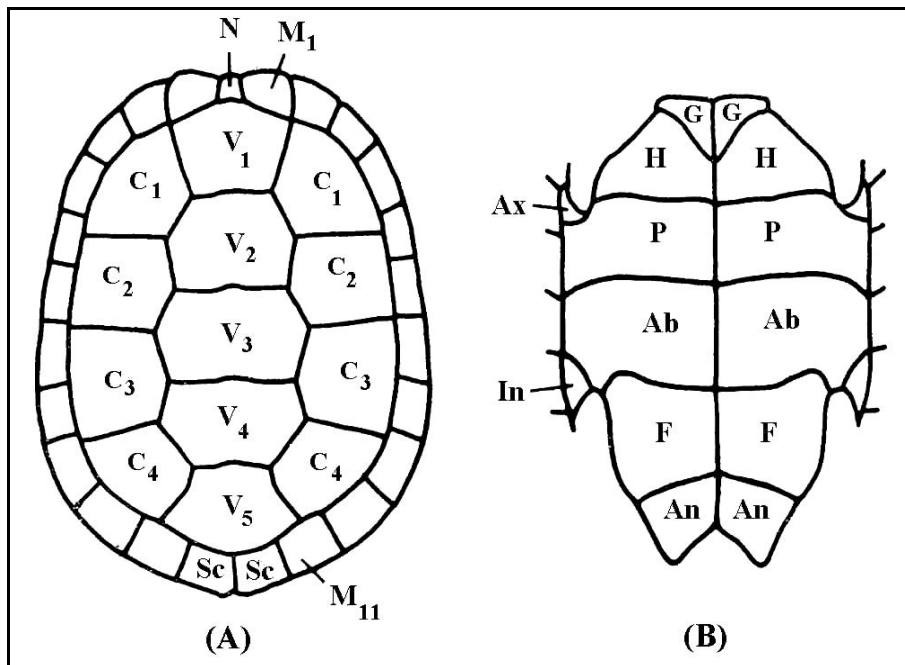 N M₁
V₁
C₁ C₁
V₂
C₂ C₂
V₃
C₃ C₃
V₄
C₄ C₄
V₅
Sc Sc
M₁₁
(A)
G G
H H
Ax
P P
Ab Ab
In
F F
An An
(B)